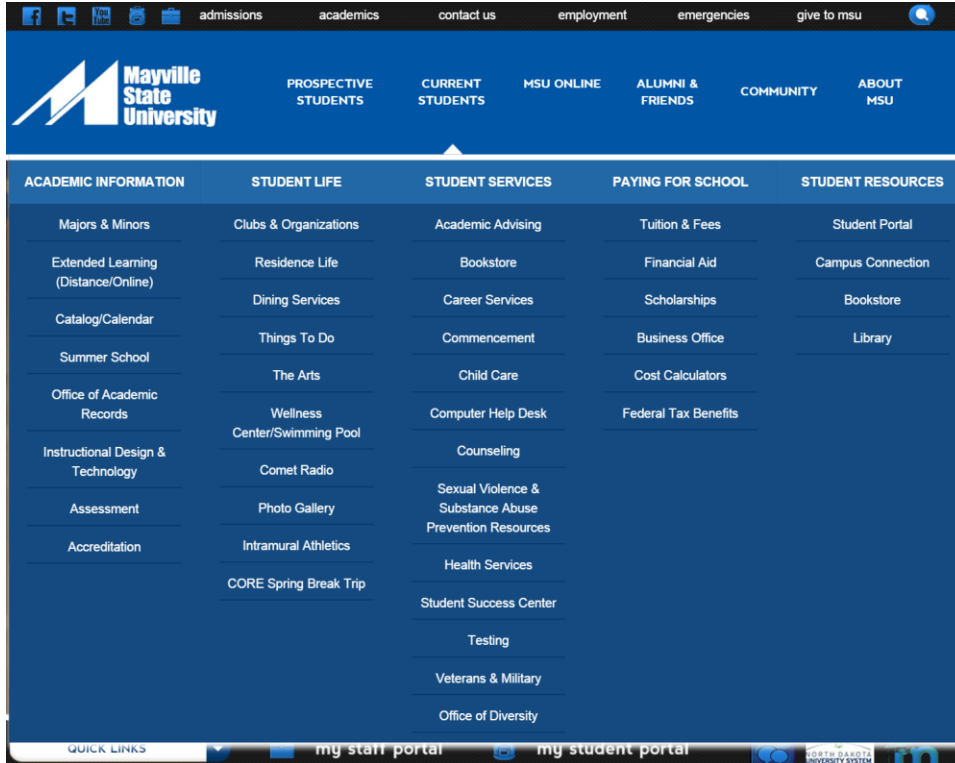 You
Tube
admissions
academics
contact us
employment
emergencies
give to msu
Mayville
State
University
PROSPECTIVE
STUDENTS
CURRENT
STUDENTS
MSU ONLINE
ALUMNI &
FRIENDS
COMMUNITY
ABOUT
MSU
ACADEMIC INFORMATION
Majors & Minors
Extended Learning
(Distance/Online)
Catalog/Calendar
Summer School
Office of Academic
Records
Instructional Design &
Technology
Assessment
Accreditation
STUDENT LIFE
Clubs & Organizations
Residence Life
Dining Services
Things To Do
The Arts
Wellness
Center/Swimming Pool
Comet Radio
Photo Gallery
Intramural Athletics
CORE Spring Break Trip
STUDENT SERVICES
Academic Advising
Bookstore
Career Services
Commencement
Child Care
Computer Help Desk
Counseling
Sexual Violence &
Substance Abuse
Prevention Resources
Health Services
Student Success Center
Testing
Veterans & Military
Office of Diversity
PAYING FOR SCHOOL
Tuition & Fees
Financial Aid
Scholarships
Business Office
Cost Calculators
Federal Tax Benefits
STUDENT RESOURCES
Student Portal
Campus Connection
Bookstore
Library
QUICK LINKS
my staff portal
my student portal
NORTH DAKOTA
UNIVERSITY SYSTEM